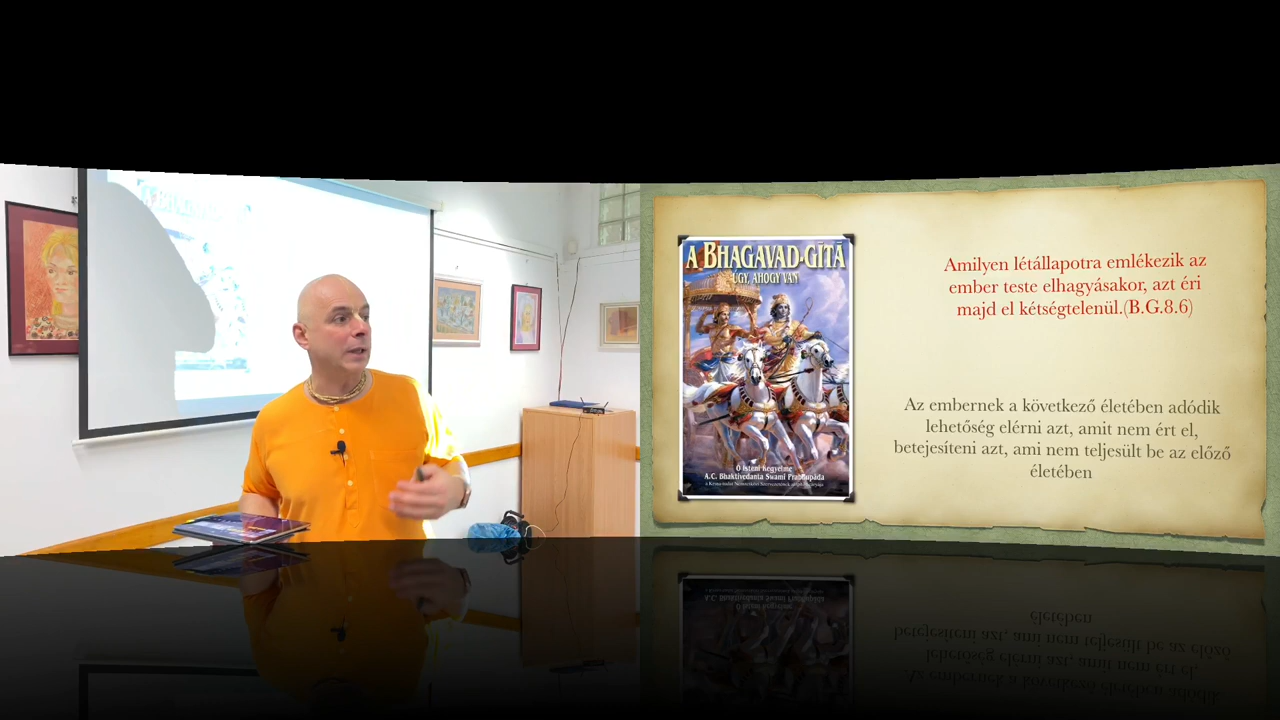 A BHAGAVAD-GĪTĀ
ÚGY, AHOGY VAN
Ő Isteni Kegyelme
A.C. Bhaktivedanta Swami Prabhupāda
Amilyen létállapotra emlékezik az
ember teste elhagyásakor, azt éri
majd el kétségtelenül.(B.G.8.6)
Az embernek a következő életében adódik
lehetőség elérni azt, amit nem ért el,
betejesíteni azt, ami nem teljesült be az előző
életében